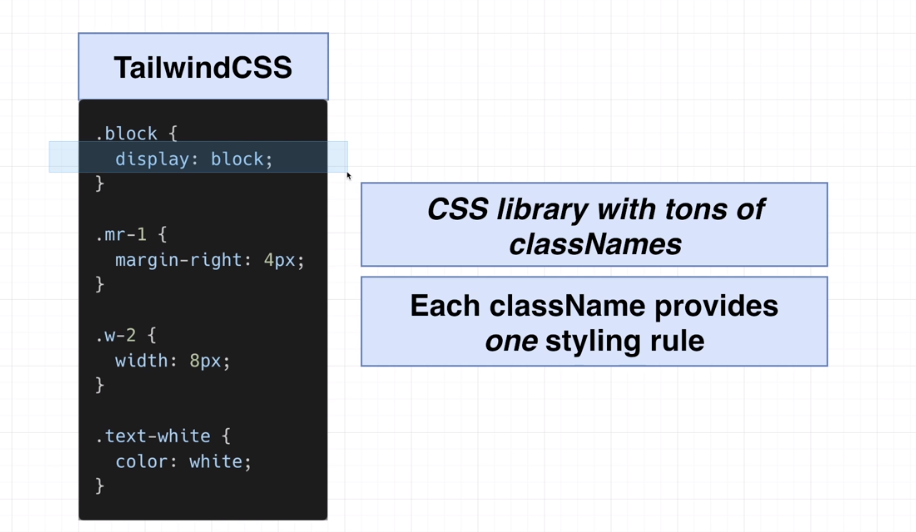 TailwindCSS
.block {
  display: block;
}
.mr-1 {
  margin-right: 4px;
}
.w-2 {
  width: 8px;
}
.text-white {
  color: white;
}
CSS library with tons of
classNames
Each className provides
one styling rule